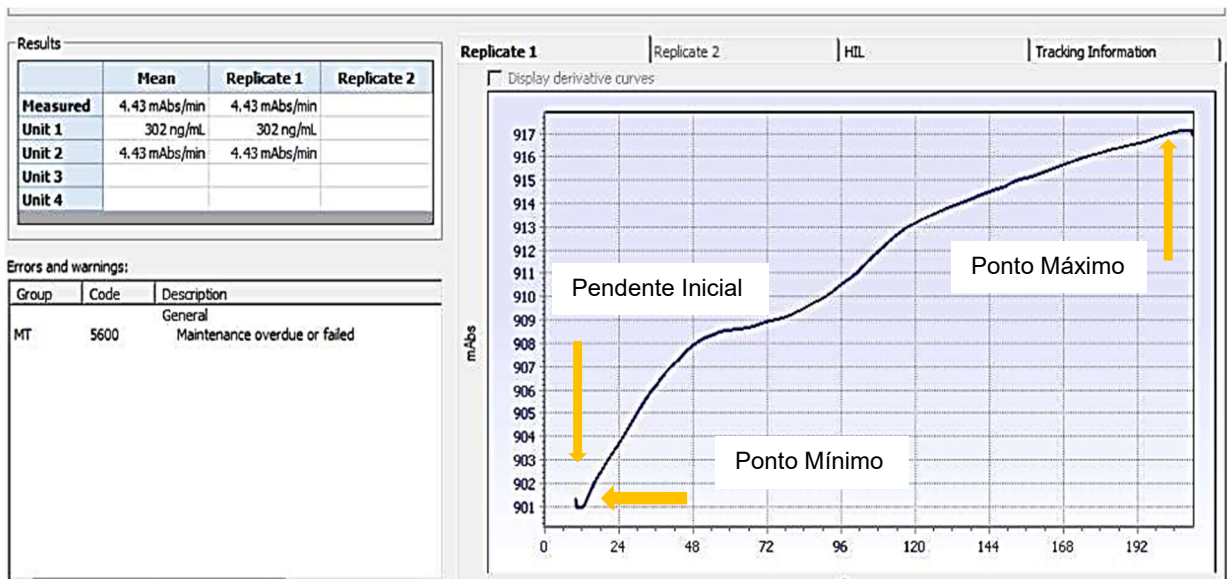 Results
Mean Replicate 1 Replicate 2
Measured 4.43 mAbs/min 4.43 mAbs/min
Unit 1 302 ng/mL 302 ng/mL
Unit 2 4.43 mAbs/min 4.43 mAbs/min
Unit 3
Unit 4
Errors and warnings:
Group Code Description
General
MT 5600 Maintenance overdue or failed
Replicate 1 Replicate 2 HIL Tracking Information
Display derivative curves
mAbs
917
916
915
914
913
912
911
910
909
908
907
906
905
904
903
902
901
Ponto Máximo
Pendente Inicial
Ponto Mínimo
0 24 48 72 96 120 144 168 192